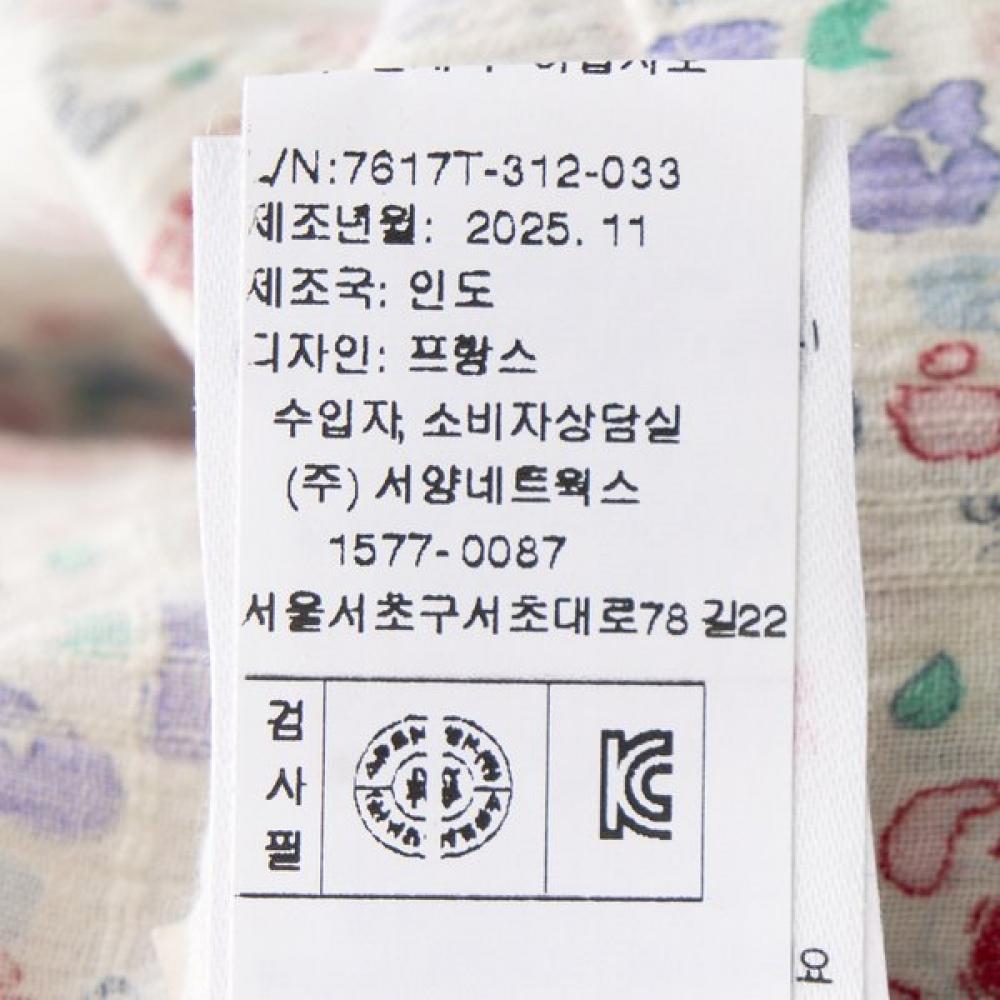 /N:7617T-312-033
제조년월: 2025. 11
제조국: 인도
디자인: 프랑스
수입자, 소비자상담실
(주) 서양네트웍스
1577-0087
서울서초구서초대로78길22
검사필
요